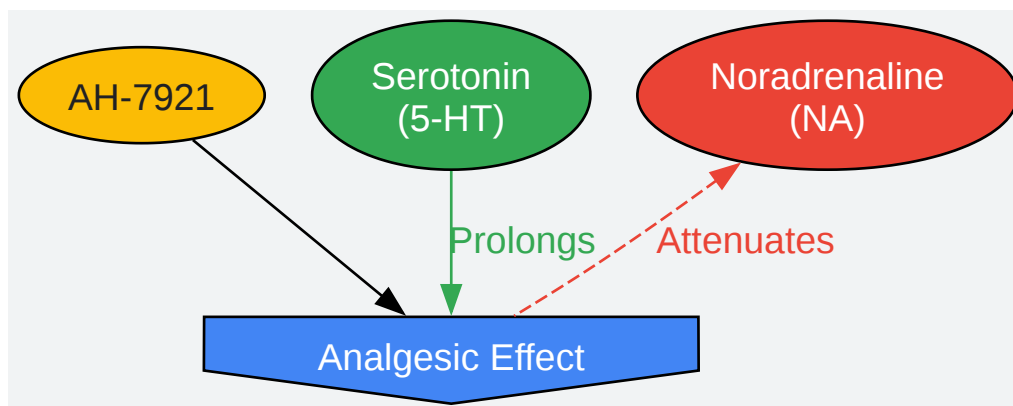 AH-7921
Serotonin
(5-HT)
Noradrenaline
(NA)
Prolongs
Attenuates
Analgesic Effect